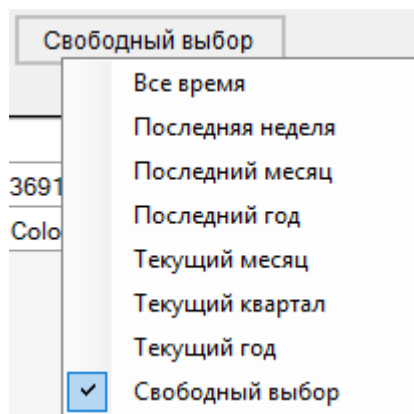 Свободный выбор
Все время
Последняя неделя
3691
Последний месяц
Colo
Последний год
Текущий месяц
Текущий квартал
Текущий год
Свободный выбор